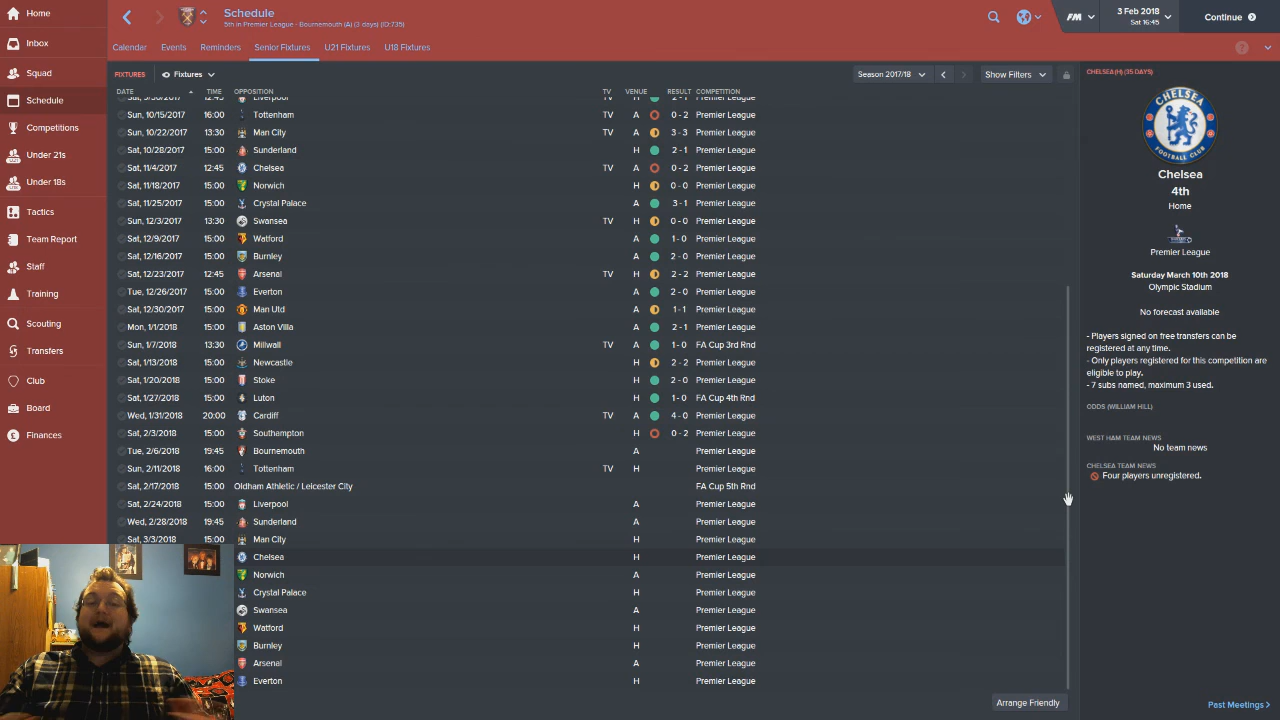 Home
Inbox
Squad
Schedule
Competitions
Under 21s
Under 18s
Tactics
Team Report
Staff
Training
Scouting
Transfers
Club
Board
Finances
Schedule
5th in Premier League - Bournemouth (A) (3 days) (ID:735)
FM
3 Feb 2018
Sat 16:45
Continue
Calendar Events Reminders Senior Fixtures U21 Fixtures U18 Fixtures
FIXTURES Fixtures Season 2017/18 Show Filters
DATE TIME OPPOSITION TV VENUE RESULT COMPETITION
Liverpool 2 - 1 Premier League
Sun, 10/15/2017 16:00 Tottenham TV A 0 - 2 Premier League
Sun, 10/22/2017 13:30 Man City TV A 3 - 3 Premier League
Sat, 10/28/2017 15:00 Sunderland H 2 - 1 Premier League
Sat, 11/4/2017 12:45 Chelsea TV A 0 - 2 Premier League
Sat, 11/18/2017 15:00 Norwich H 0 - 0 Premier League
Sat, 11/25/2017 15:00 Crystal Palace A 3 - 1 Premier League
Sun, 12/3/2017 13:30 Swansea TV H 0 - 0 Premier League
Sat, 12/9/2017 15:00 Watford A 1 - 0 Premier League
Sat, 12/16/2017 15:00 Burnley A 2 - 0 Premier League
Sat, 12/23/2017 12:45 Arsenal TV H 2 - 2 Premier League
Tue, 12/26/2017 15:00 Everton A 2 - 0 Premier League
Sat, 12/30/2017 15:00 Man Utd A 1 - 1 Premier League
Mon, 1/1/2018 15:00 Aston Villa A 2 - 1 Premier League
Sun, 1/7/2018 13:30 Millwall TV A 1 - 0 FA Cup 3rd Rnd
Sat, 1/13/2018 15:00 Newcastle H 2 - 2 Premier League
Sat, 1/20/2018 15:00 Stoke H 2 - 0 Premier League
Sat, 1/27/2018 15:00 Luton H 1 - 0 FA Cup 4th Rnd
Wed, 1/31/2018 20:00 Cardiff TV A 4 - 0 Premier League
Sat, 2/3/2018 15:00 Southampton H 0 - 2 Premier League
Tue, 2/6/2018 19:45 Bournemouth A Premier League
Sun, 2/11/2018 16:00 Tottenham TV H Premier League
Sat, 2/17/2018 15:00 Oldham Athletic / Leicester City FA Cup 5th Rnd
Sat, 2/24/2018 15:00 Liverpool A Premier League
Wed, 2/28/2018 19:45 Sunderland A Premier League
Sat, 3/3/2018 15:00 Man City H Premier League
Chelsea H Premier League
Norwich A Premier League
Crystal Palace H Premier League
Swansea A Premier League
Watford H Premier League
Burnley H Premier League
Arsenal A Premier League
Everton H Premier League
Arrange Friendly
CHELSEA(H) (35 DAYS)
CHELSEA
FOOTBALL CLUB
Chelsea
4th
Home
Premier League
Saturday March 10th 2018
Olympic Stadium
No forecast available
- Players signed on free transfers can be
registered at any time.
- Only players registered for this competition are
eligible to play.
- 7 subs named, maximum 3 used.
ODDS (WILLIAM HILL)
WEST HAM TEAM NEWS
No team news
CHELSEA TEAM NEWS
Four players unregistered.
Past Meetings >